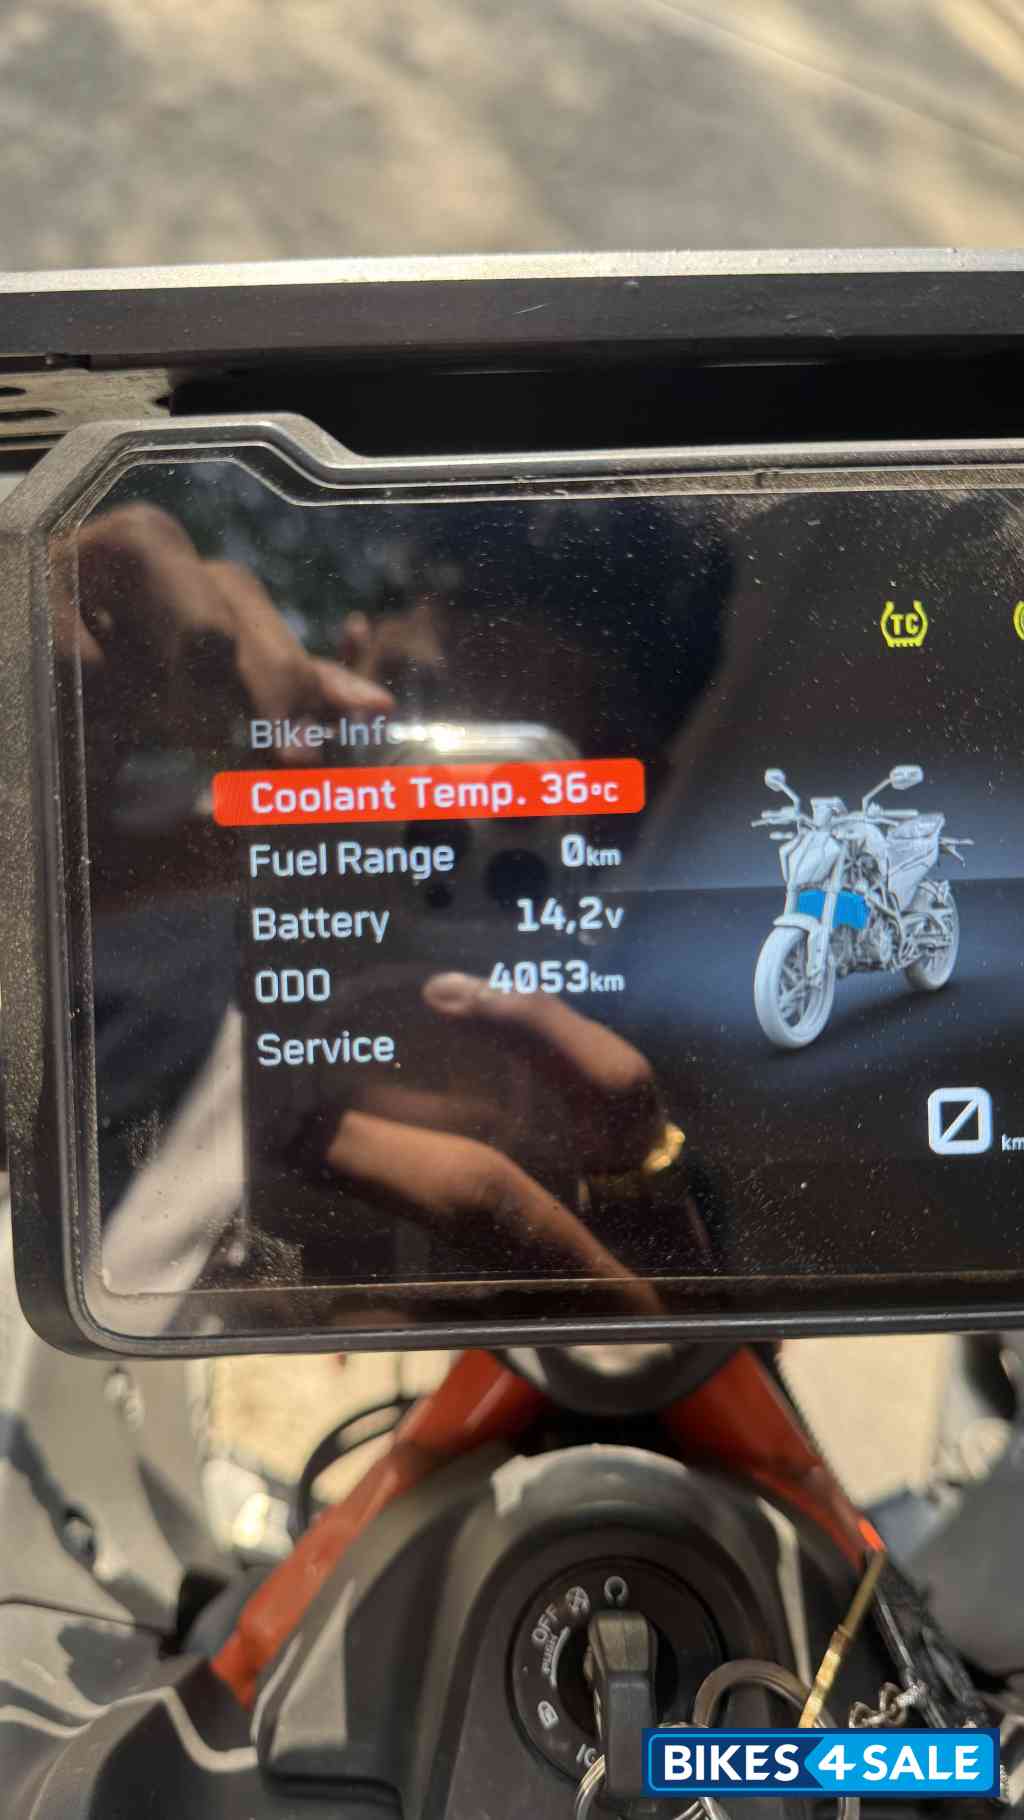 TC
Bike Info
Coolant Temp. 36°C
Fuel Range 0km
Battery 14,2v
ODO 4053km
Service
0 km
OFF
PUSH
BIKES4SALE